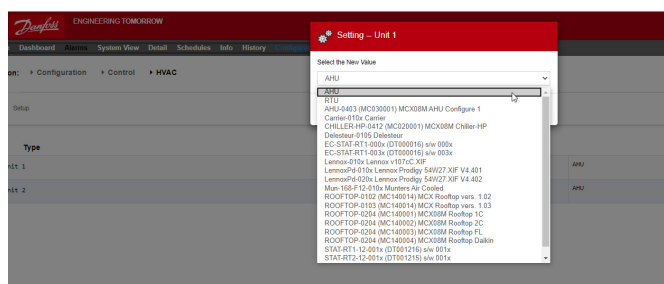 Danfoss ENGINEERING TOMORROW
Dashboard Alarms System View Detail Schedules Info History
on: Configuration Control HVAC
Setup
Type
nit 1 AHU
nit 2 AHU
Setting -- Unit 1
Select the New Value
AHU
AHU
RTU
AHU-0403 (MC030001) MCX08M AHU Configure 1
Carrier-010x Carrier
CHILLER-HP-0412 (MC020001) MCX08M Chiller-HP
Delesteur-0105 Delesteur
EC-STAT-RT1-000x (DT000016) s/w 000x
EC-STAT-RT1-003x (DT000016) s/w 003x
Lennox-010x Lennox v107cC.XIF
LennoxPd-010x Lennox Prodigy 54W27.XIF V4.401
LennoxPd-020x Lennox Prodigy 54W27.XIF V4.402
Mun-168-F12-010x Munters Air Cooled
ROOFTOP-0102 (MC140014) MCX Rooftop vers. 1.02
ROOFTOP-0103 (MC140014) MCX Rooftop vers. 1.03
ROOFTOP-0204 (MC140001) MCX08M Rooftop 1C
ROOFTOP-0204 (MC140002) MCX08M Rooftop 2C
ROOFTOP-0204 (MC140003) MCX08M Rooftop FL
ROOFTOP-0204 (MC140004) MCX08M Rooftop Daikin
STAT-RT1-12-001x (DT001216) s/w 001x
STAT-RT2-12-001x (DT001215) s/w 001x